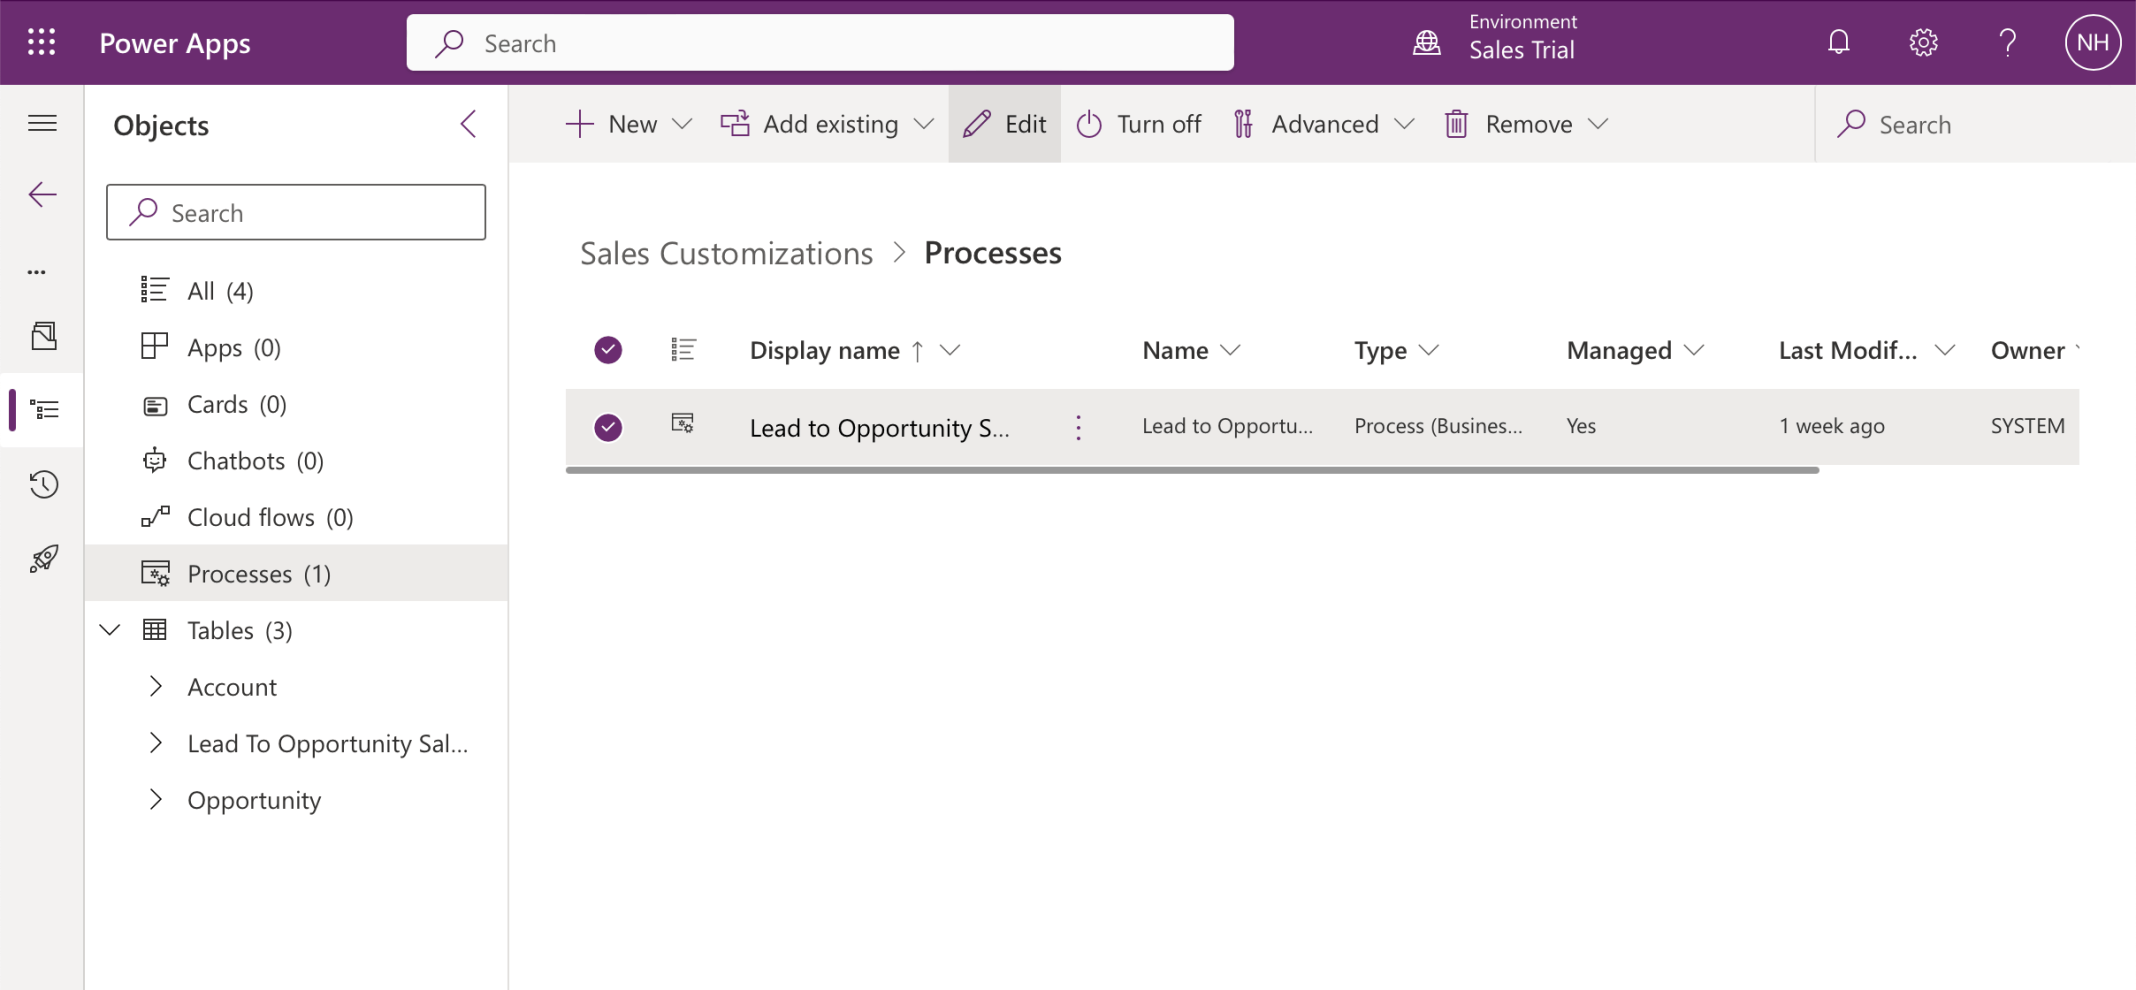 Power Apps
Search
Environment
Sales Trial
?
NH
Objects
New
Add existing
Edit
Turn off
Advanced
Remove
Search
Search
Sales Customizations > Processes
...
All (4)
Apps (0)
Cards (0)
Chatbots (0)
Cloud flows (0)
Processes (1)
Tables (3)
Account
Lead To Opportunity Sal...
Opportunity
Display name ↑ Name Type Managed Last Modif... Owner
Lead to Opportunity S... Lead to Opportu... Process (Busines... Yes 1 week ago SYSTEM